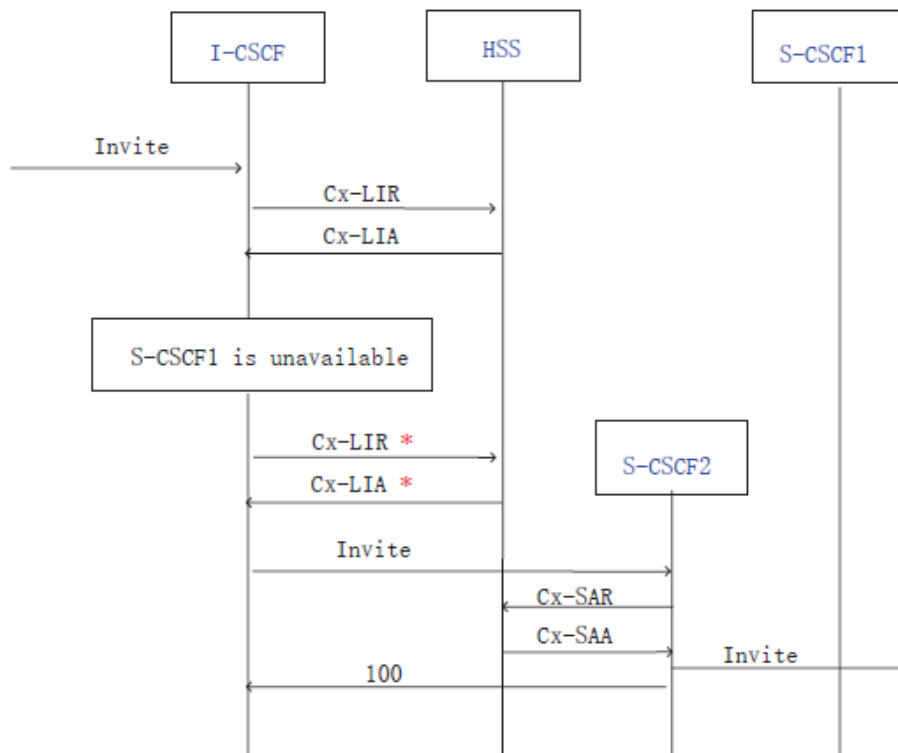 I-CSCF
HSS
S-CSCF1
Invite
Cx-LIR
Cx-LIA
S-CSCF1 is unavailable
Cx-LIR *
Cx-LIA *
S-CSCF2
Invite
Cx-SAR
Cx-SAA
Invite
100